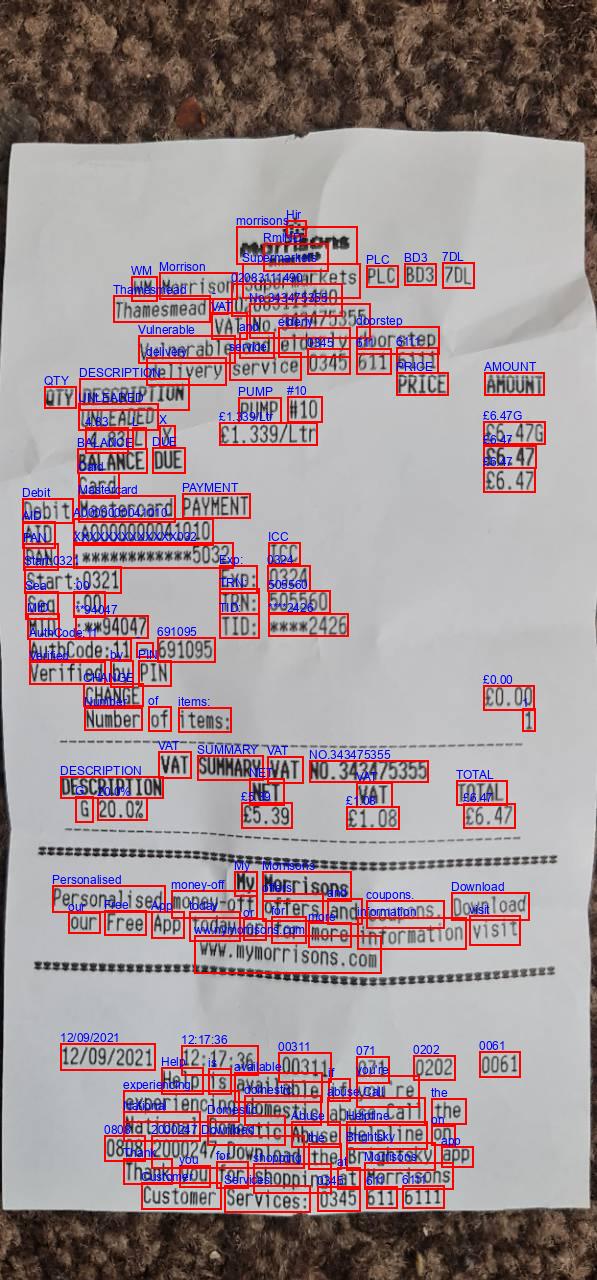 Morrisons
WM Morrison Supermarkets PLC BD3 7DL
Thamesmead 02083111490
VAT No.343475355
Vulnerable and elderly doorstep
delivery service 0345 611 6111
PRICE
QTY DESCRIPTION AMOUNT
UNLEADED PUMP #10
4.83 L X £1.339/Ltr £6.47G
BALANCE DUE £6.47
Card £6.47
Debit Mastercard PAYMENT
AID :A0000000041010
PAN :************5032 ICC
Start:0321 Exp: 0324
Seq :00 TRN: 505560
MID :**94047 TID: ****2426
AuthCode:11 691095
Verified by PIN
CHANGE £0.00
Number of items: 1
VAT SUMMARY VAT NO.343475355
DESCRIPTION NET VAT TOTAL
G 20.0% £5.39 £1.08 £6.47
My Morrisons
Personalised money-off offers and coupons. Download
our Free App today or for more information visit
www.mymorrisons.com
12/09/2021 12:17:36 00311 071 0202 0061
Help is available if you're
experiencing domestic abuse Call the
National Domestic Abuse Helpline on
0808 2000247 Download the Brightsky app
Thank you for shopping at Morrisons
Customer Services: 0345 611 6111